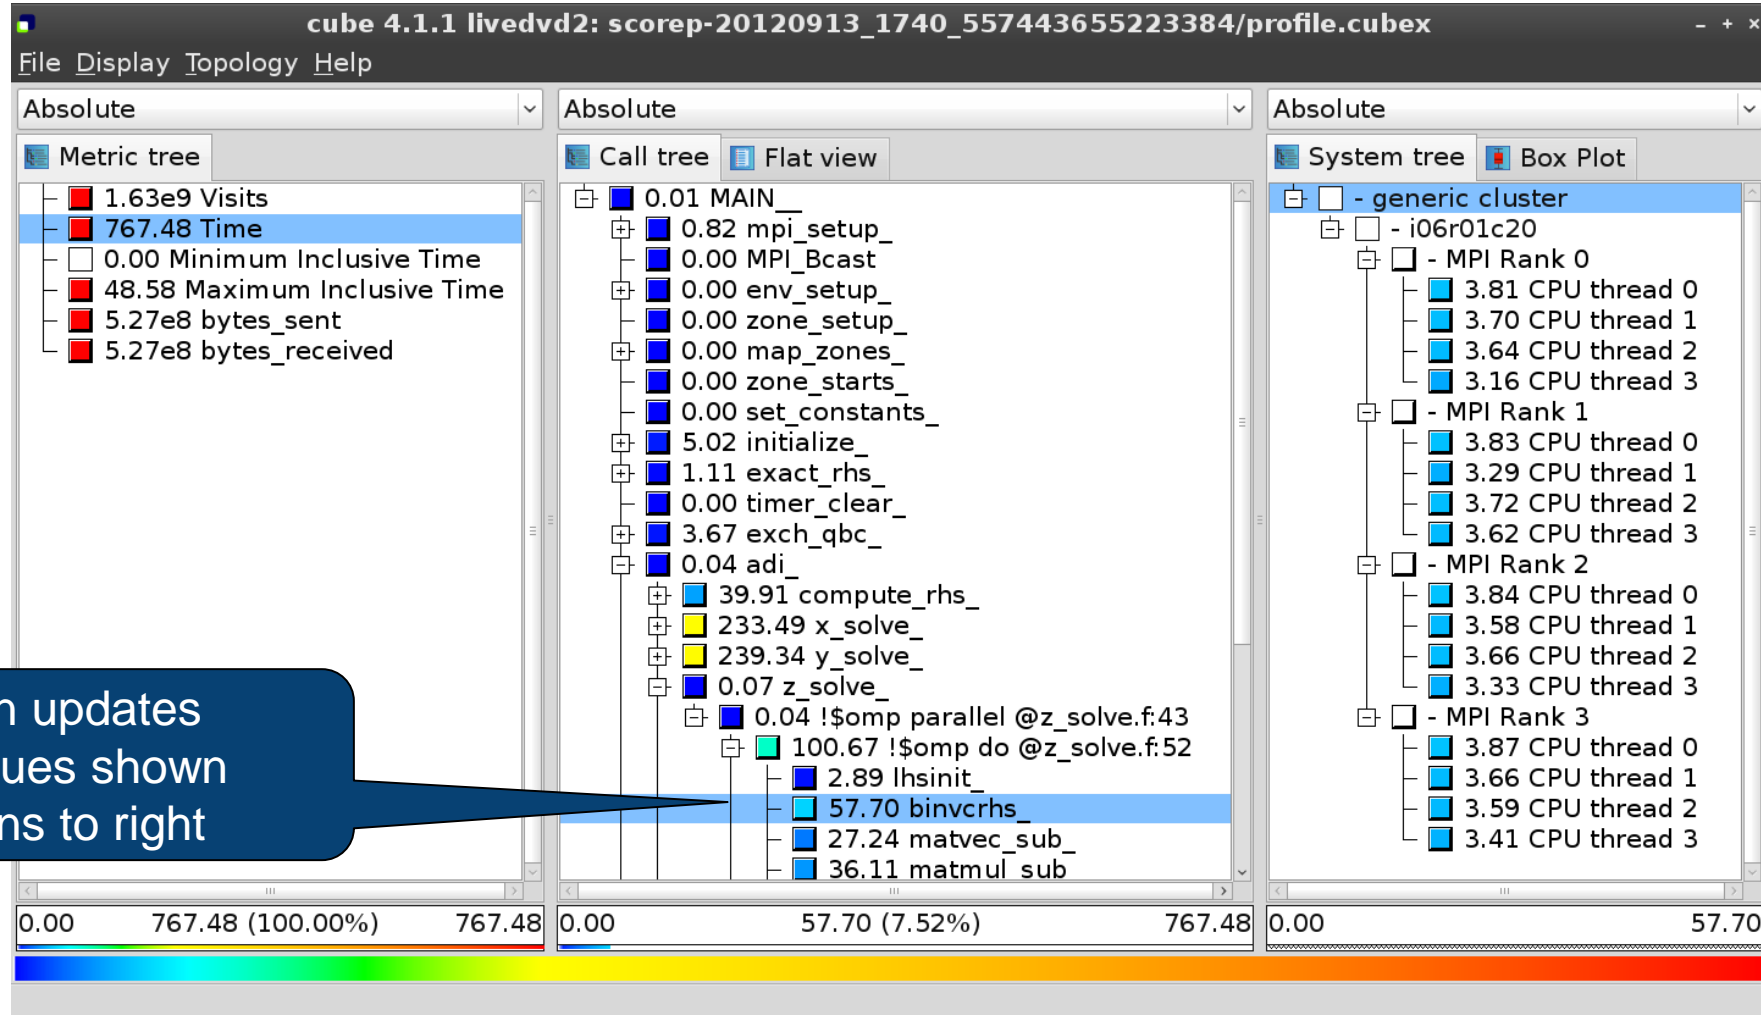 cube 4.1.1 livedvd2: scorep-20120913_1740_557443655223384/profile.cubex
File Display Topology Help
Absolute
Metric tree
1.63e9 Visits
767.48 Time
0.00 Minimum Inclusive Time
48.58 Maximum Inclusive Time
5.27e8 bytes_sent
5.27e8 bytes_received
updates
shown
to right
0.00 767.48 (100.00%) 767.48
Absolute
Call tree Flat view
0.01 MAIN__
0.82 mpi_setup_
0.00 MPI_Bcast
0.00 env_setup_
0.00 zone_setup_
0.00 map_zones_
0.00 zone_starts_
0.00 set_constants_
5.02 initialize_
1.11 exact_rhs_
0.00 timer_clear_
3.67 exch_qbc_
0.04 adi_
39.91 compute_rhs_
233.49 x_solve_
239.34 y_solve_
0.07 z_solve_
0.04 !$omp parallel @z_solve.f:43
100.67 !$omp do @z_solve.f:52
2.89 lhsinit_
57.70 binvcrhs_
27.24 matvec_sub_
36.11 matmul_sub
0.00 57.70 (7.52%) 767.48
Absolute
System tree Box Plot
- generic cluster
- i06r01c20
- MPI Rank 0
3.81 CPU thread 0
3.70 CPU thread 1
3.64 CPU thread 2
3.16 CPU thread 3
- MPI Rank 1
3.83 CPU thread 0
3.29 CPU thread 1
3.72 CPU thread 2
3.62 CPU thread 3
- MPI Rank 2
3.84 CPU thread 0
3.58 CPU thread 1
3.66 CPU thread 2
3.33 CPU thread 3
- MPI Rank 3
3.87 CPU thread 0
3.66 CPU thread 1
3.59 CPU thread 2
3.41 CPU thread 3
0.00 57.70